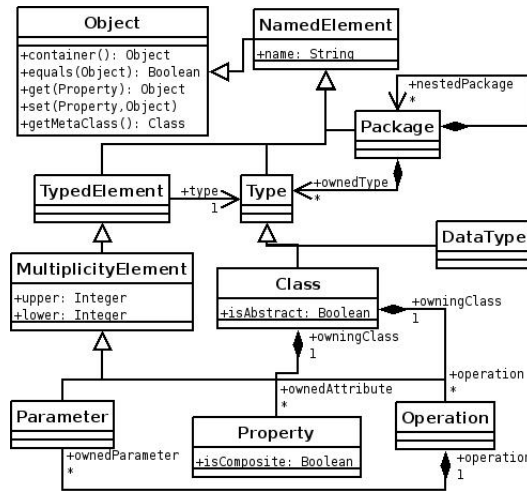 Object
+container(): Object
+equals(Object): Boolean
+get(Property): Object
+set(Property,Object)
+getMetaClass(): Class
NamedElement
+name: String
+nestedPackage
*
Package
TypedElement
+type
1
Type
+ownedType
*
DataType
MultiplicityElement
+upper: Integer
+lower: Integer
Class
+isAbstract: Boolean
+owningClass
1
+owningClass
1
+ownedAttribute
*
+operation
*
Parameter
Property
+isComposite: Boolean
Operation
+ownedParameter
*
+operation
1